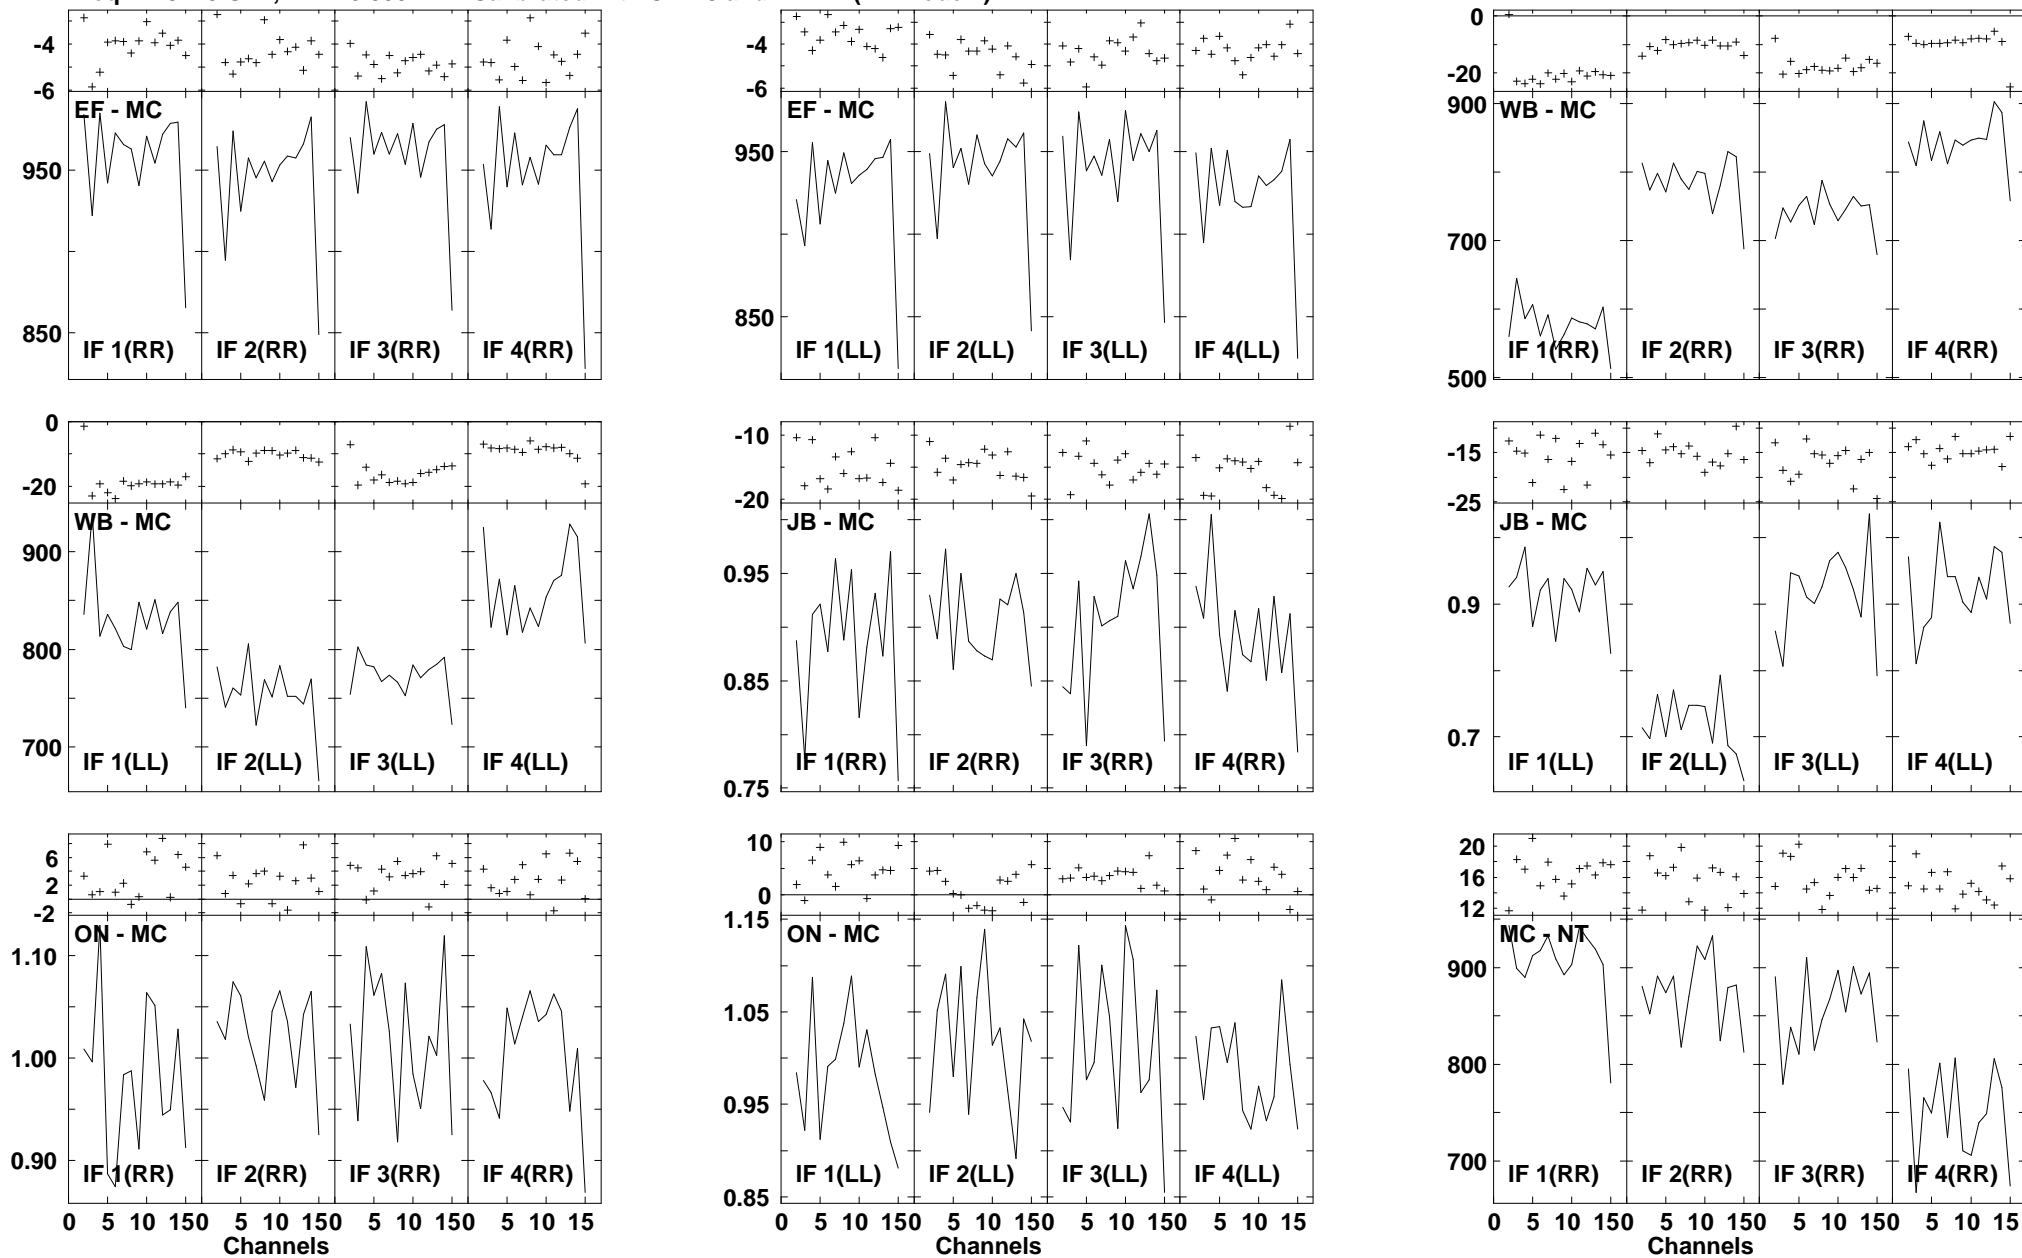 -4
-6
EF - MC
950
850
IF 1(RR) IF 2(RR) IF 3(RR) IF 4(RR)
-4
-6
EF - MC
950
850
IF 1(LL) IF 2(LL) IF 3(LL) IF 4(LL)
0
-20
WB - MC
900
700
500
IF 1(RR) IF 2(RR) IF 3(RR) IF 4(RR)
0
-20
WB - MC
900
800
700
IF 1(LL) IF 2(LL) IF 3(LL) IF 4(LL)
-10
-20
JB - MC
0.95
0.85
0.75
IF 1(RR) IF 2(RR) IF 3(RR) IF 4(RR)
-15
-25
JB - MC
0.9
0.7
IF 1(LL) IF 2(LL) IF 3(LL) IF 4(LL)
6
2
-2
ON - MC
1.10
1.00
0.90
IF 1(RR) IF 2(RR) IF 3(RR) IF 4(RR)
0 5 10 150 5 10 150 5 10 150 5 10 15
Channels
10
0
ON - MC
1.15
1.05
0.95
0.85
IF 1(LL) IF 2(LL) IF 3(LL) IF 4(LL)
0 5 10 150 5 10 150 5 10 150 5 10 15
Channels
20
16
12
MC - NT
900
800
700
IF 1(RR) IF 2(RR) IF 3(RR) IF 4(RR)
0 5 10 150 5 10 150 5 10 150 5 10 15
Channels